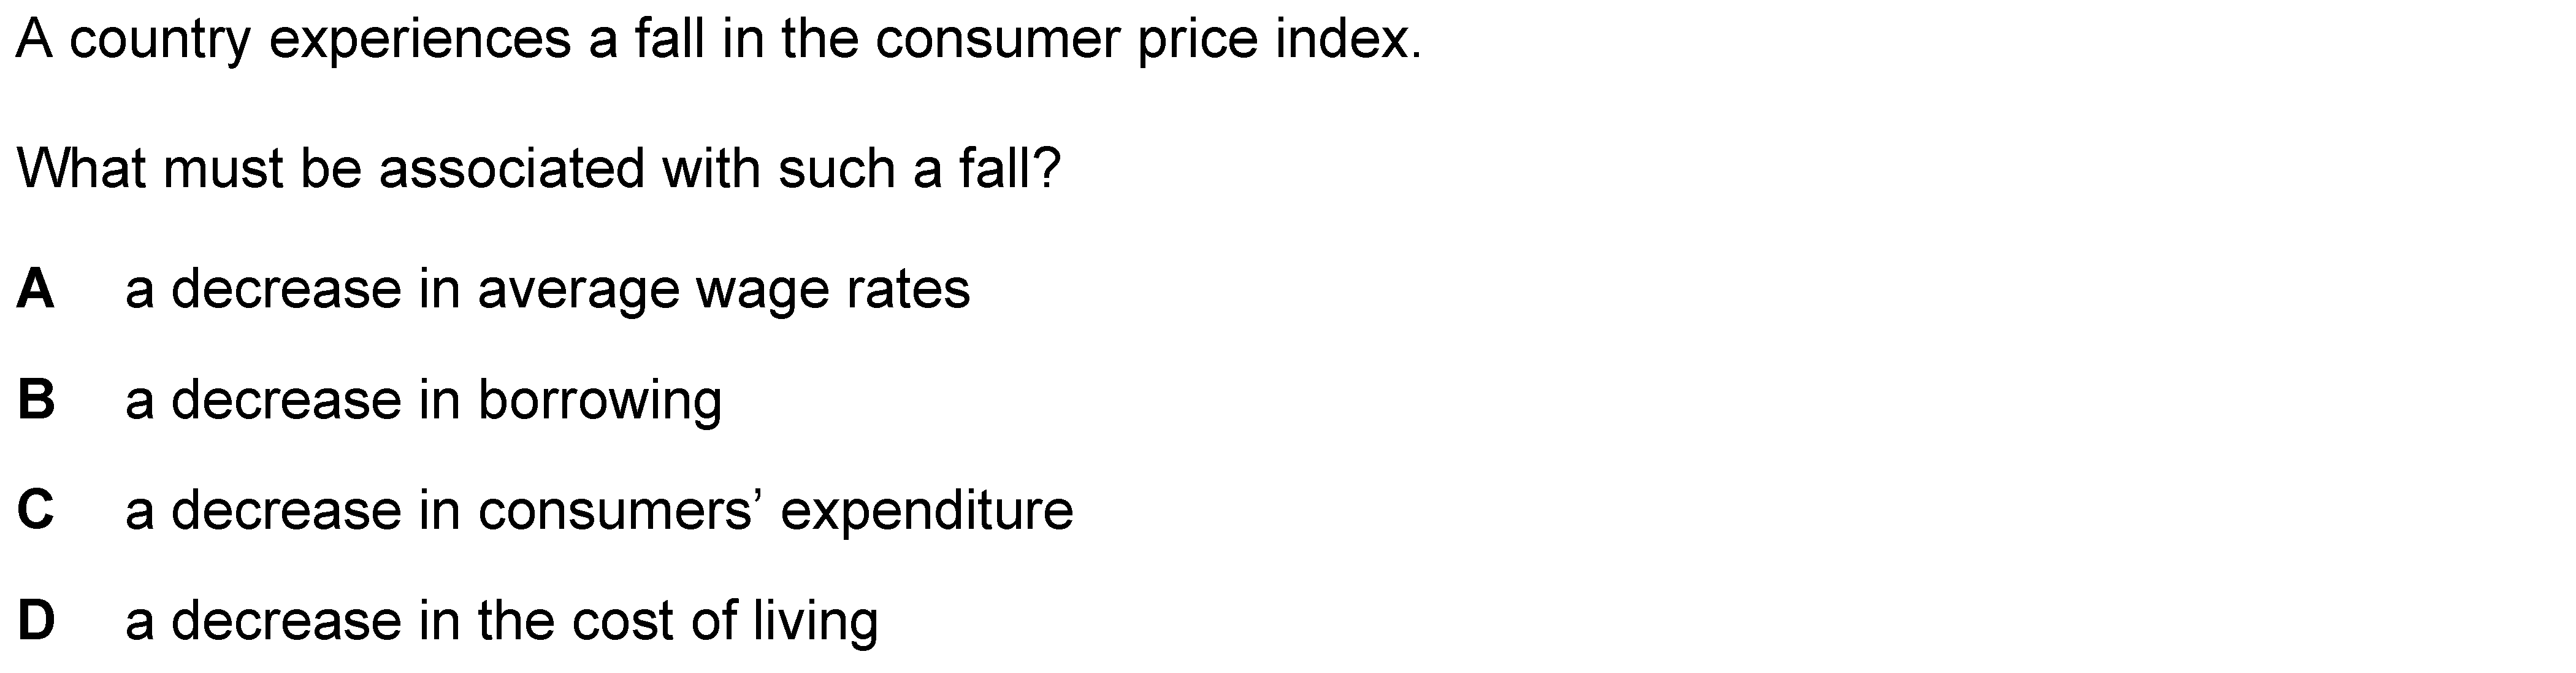 A country experiences a fall in the consumer price index.
What must be associated with such a fall?
A a decrease in average wage rates
B a decrease in borrowing
C a decrease in consumers’ expenditure
D a decrease in the cost of living